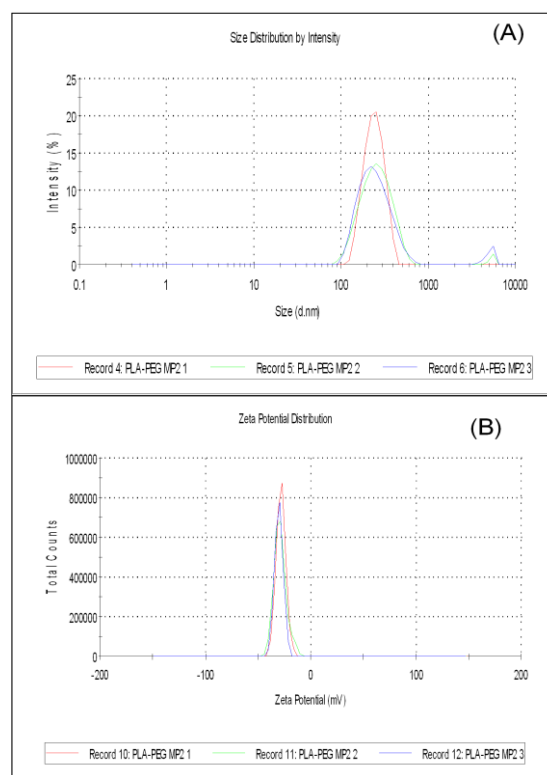 Size Distribution by Intensity
(A)
25
20
15
10
5
0
Intensity (%)
0.1 1 10 100 1000 10000
Size (d.nm)
Record 4: PLA-PEG MP2 1 Record 5: PLA-PEG MP2 2 Record 6: PLA-PEG MP2 3
Zeta Potential Distribution
(B)
1000000
800000
600000
400000
200000
0
Total Counts
-200 -100 0 100 200
Zeta Potential (mV)
Record 10: PLA-PEG MP2 1 Record 11: PLA-PEG MP2 2 Record 12: PLA-PEG MP2 3